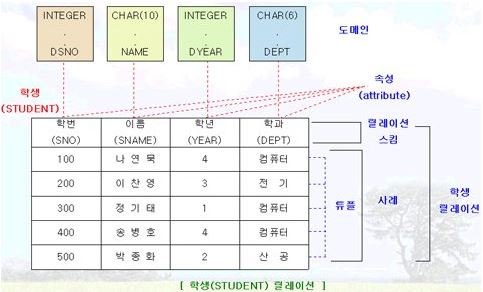 INTEGER CHAR(10) INTEGER CHAR(6)
도메인
DSNO NAME DYEAR DEPT
속성
(attribute)
학생
(STUDENT)
학번 이름 학년 학과
(SNO) (SNAME) (YEAR) (DEPT)
릴레이션
스킴
100 나 연 묵 4 컴퓨터
200 이 찬 영 3 전 기
300 정 기 태 1 컴퓨터
400 송 병 호 4 컴퓨터
500 박 종 화 2 산 공
튜플
사례
학생
릴레이션
[ 학생(STUDENT) 릴레이션 ]